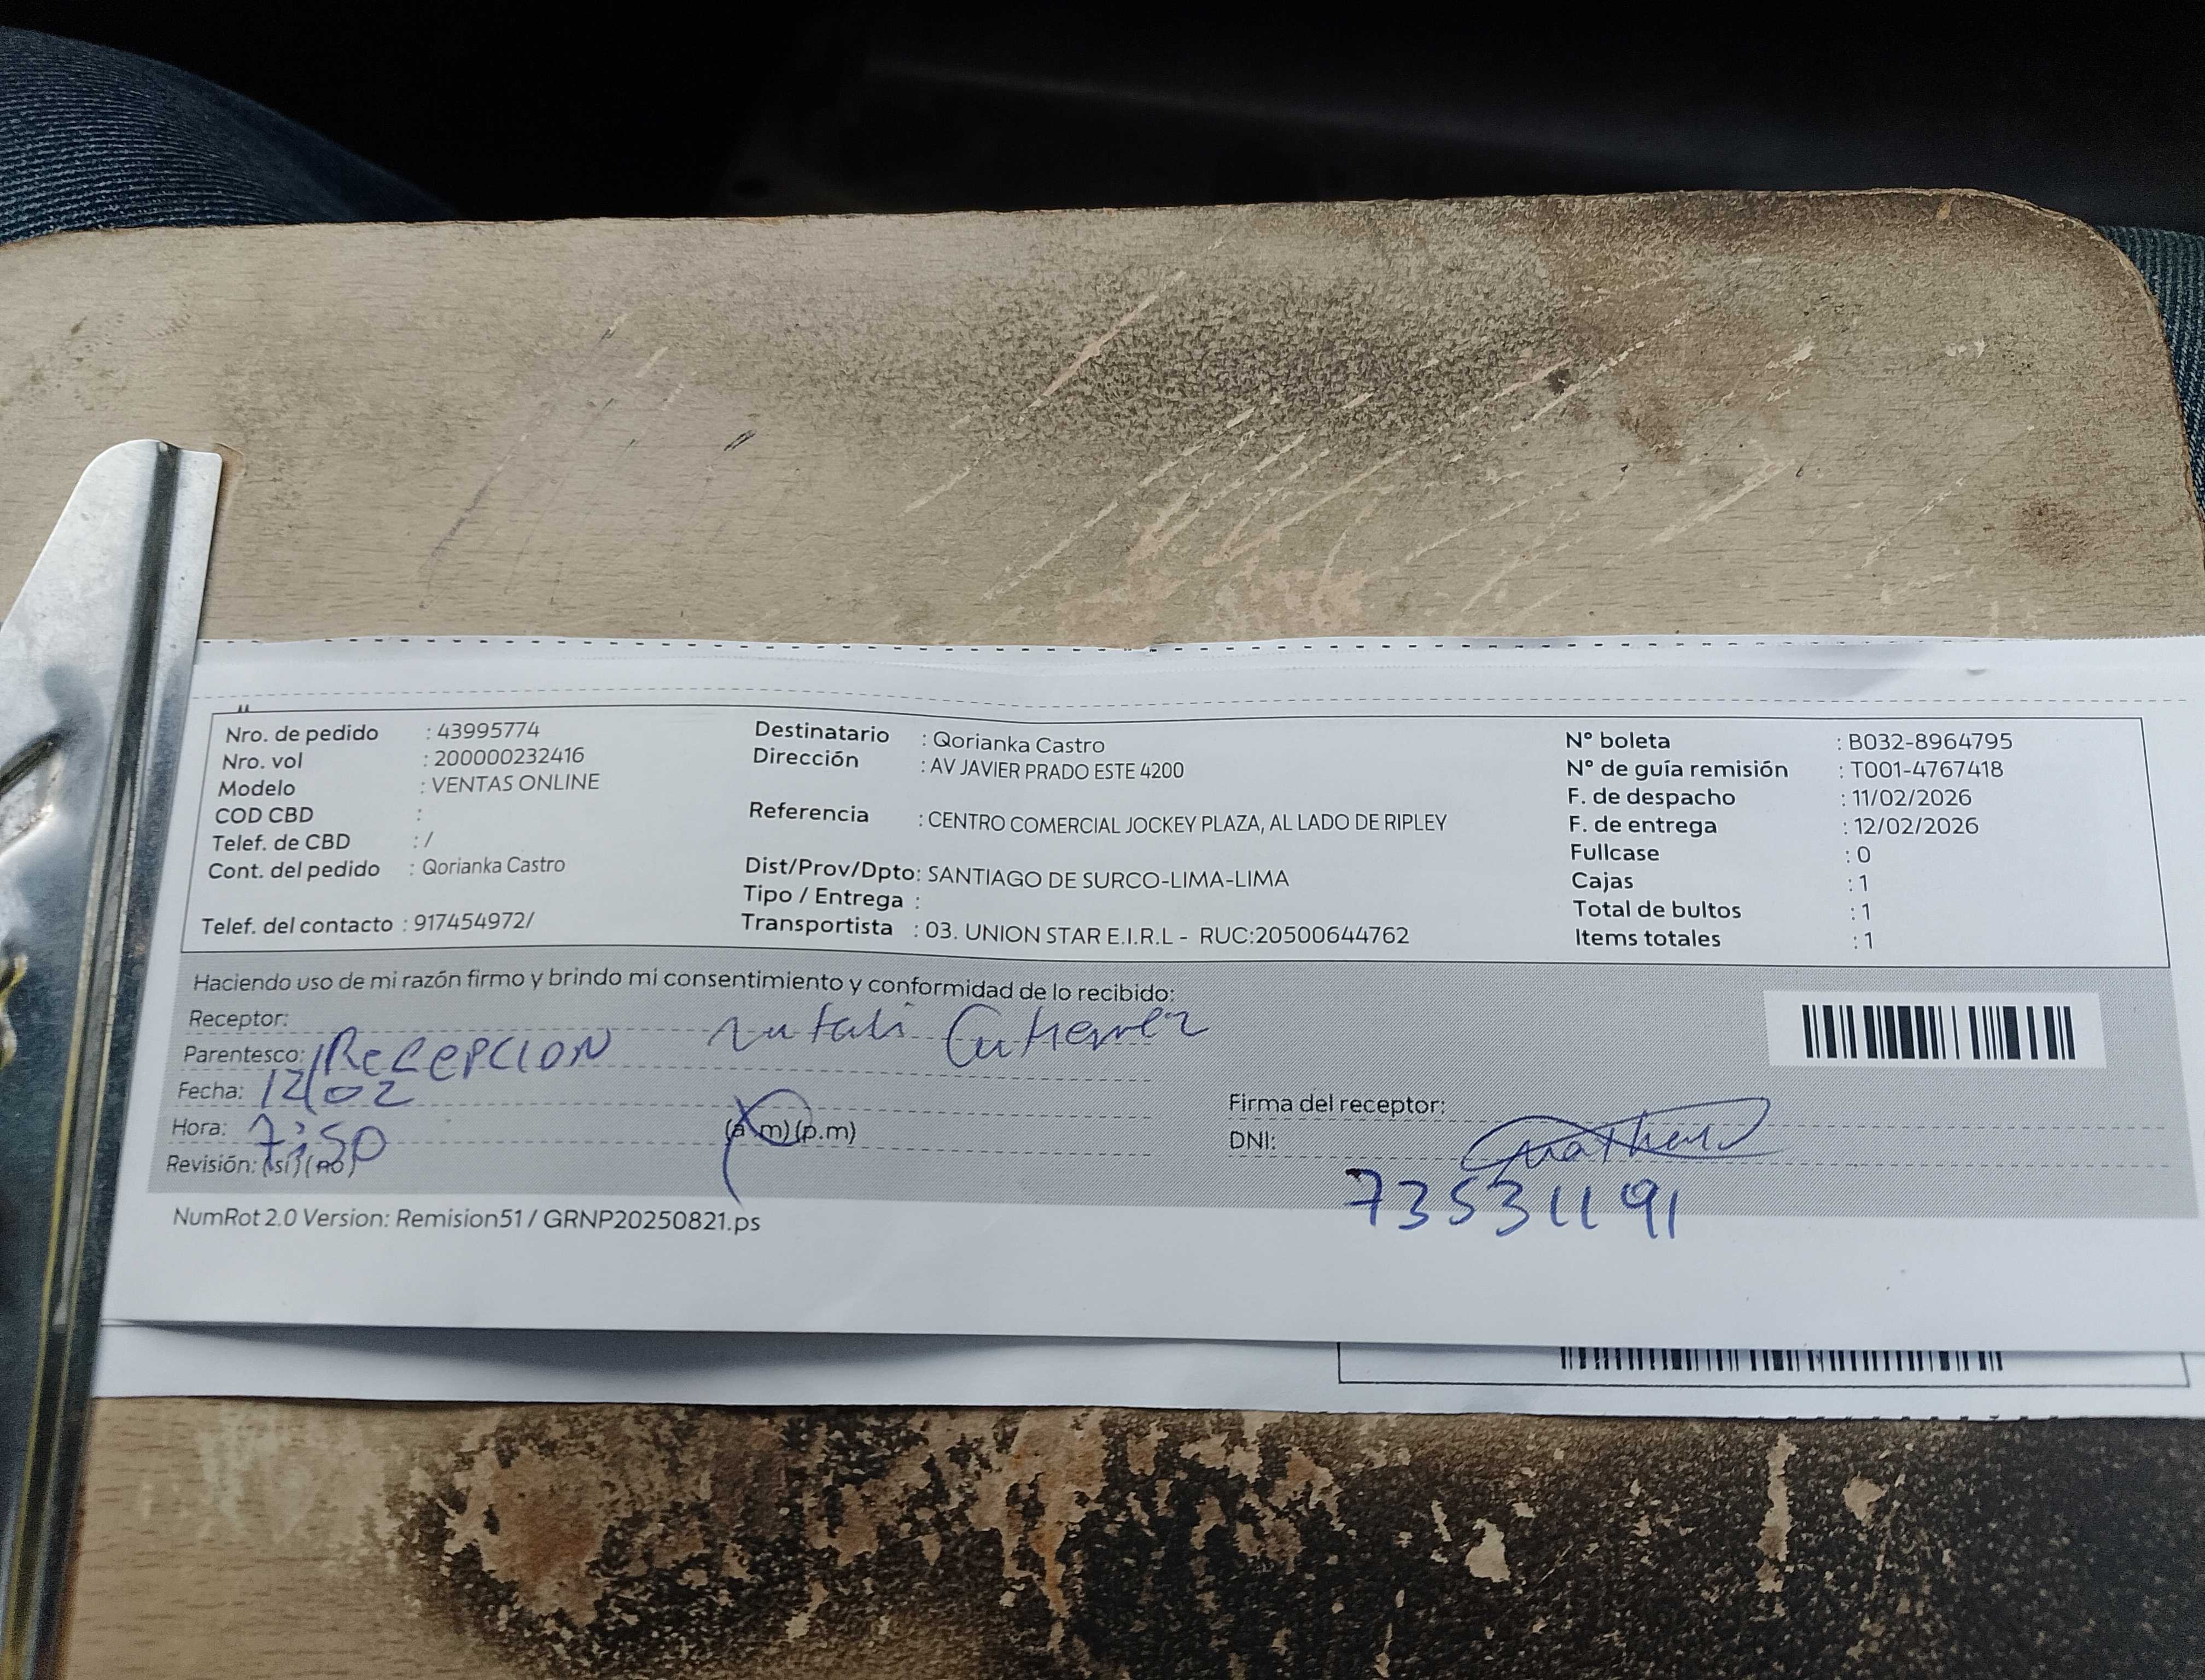 Nro. de pedido : 43995774
Nro. vol : 200000232416
Modelo : VENTAS ONLINE
COD CBD :
Telef. de CBD : /
Cont. del pedido : Qorianka Castro
Telef. del contacto : 917454972/
Destinatario : Qorianka Castro
Dirección : AV JAVIER PRADO ESTE 4200
Referencia : CENTRO COMERCIAL JOCKEY PLAZA, AL LADO DE RIPLEY
Dist/Prov/Dpto: SANTIAGO DE SURCO-LIMA-LIMA
Tipo / Entrega :
Transportista : 03. UNION STAR E.I.R.L - RUC:20500644762
N° boleta : B032-8964795
N° de guía remisión : T001-4767418
F. de despacho : 11/02/2026
F. de entrega : 12/02/2026
Fullcase : 0
Cajas : 1
Total de bultos : 1
Items totales : 1
Haciendo uso de mi razón firmo y brindo mi consentimiento y conformidad de lo recibido:
Receptor: Natali Gutierrez
Parentesco: RECEPCION
Fecha: 12/02
Hora: 7:50 (a.m)(p.m)
Revisión: (si)(no)
Firma del receptor:
DNI: 73531191
NumRot 2.0 Version: Remision51 / GRNP20250821.ps